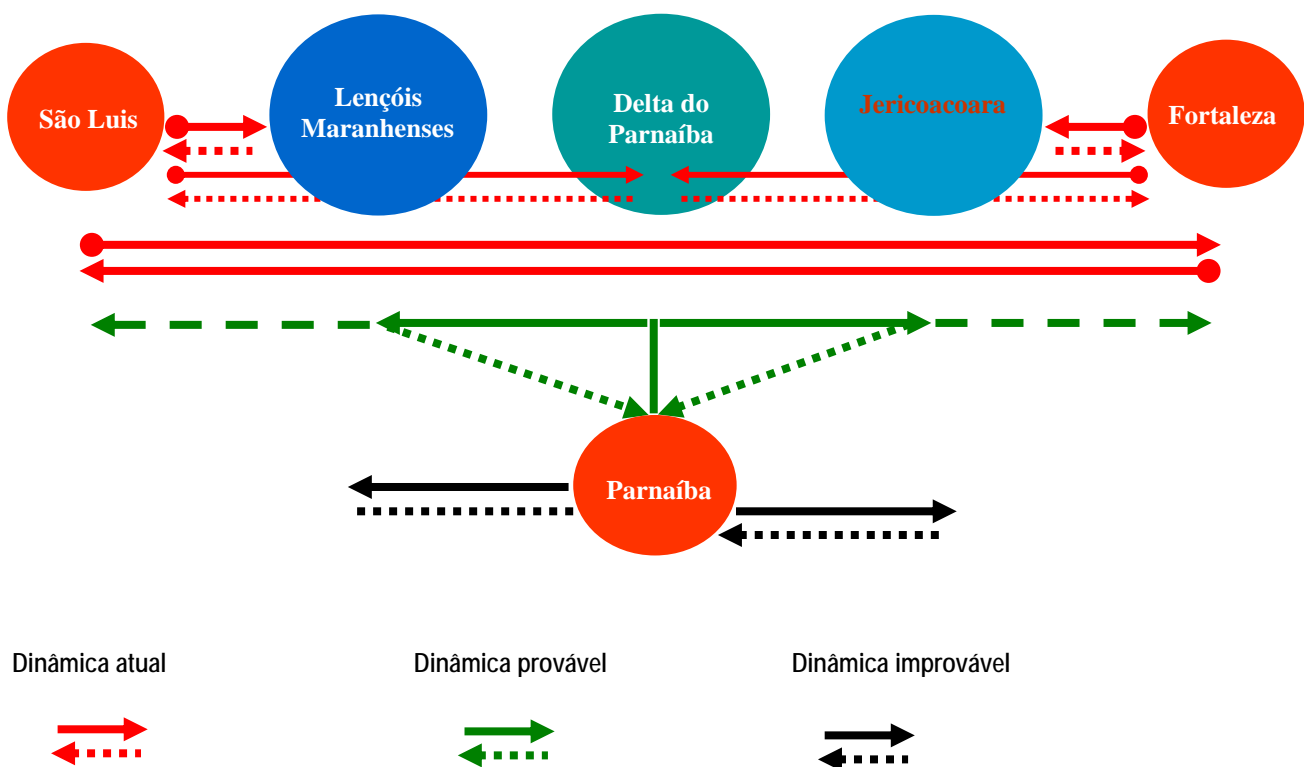 São Luis
Lençóis
Maranhenses
Delta do
Parnaíba
Jericoacoara
Fortaleza
Parnaíba
Dinâmica atual
Dinâmica provável
Dinâmica improvável